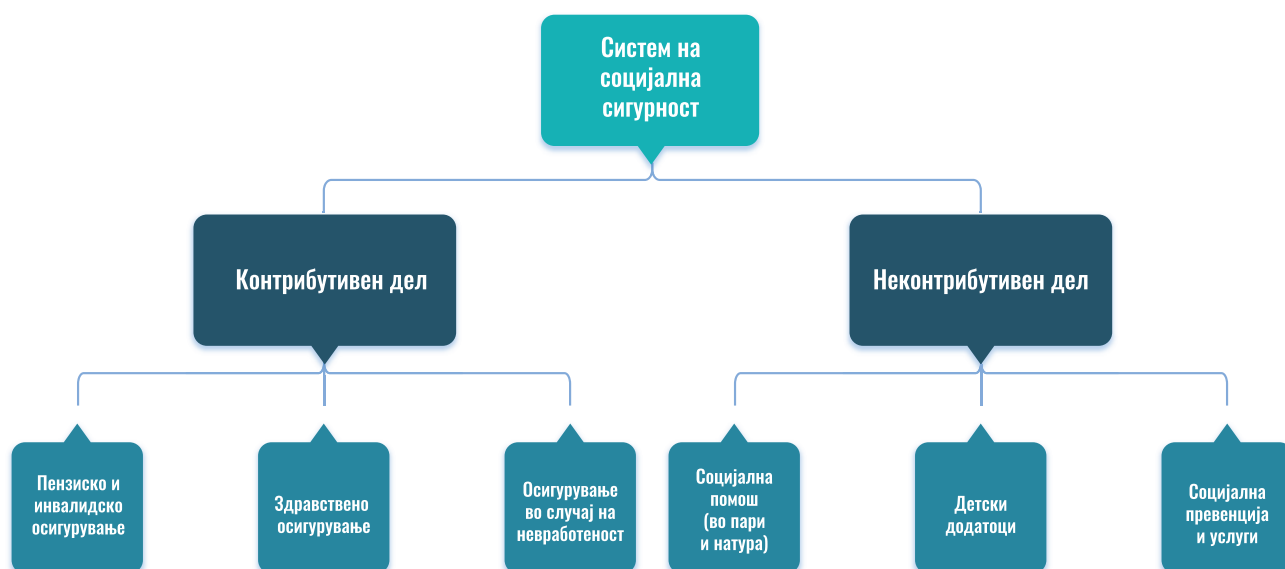 Систем на
социјална
сигурност
Контрибутивен дел
Неконтрибутивен дел
Пензиско и
инвалидско
осигурување
Здравствено
осигурување
Осигурување
во случај на
невработеност
Социјална
помош
(во пари
и натура)
Детски
додатоци
Социјална
превенција
и услуги